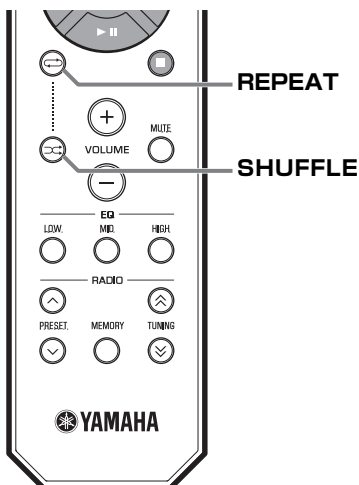 REPEAT
MUTE
VOLUME
SHUFFLE
EQ
LOW MID HIGH
RADIO
PRESET MEMORY TUNING
YAMAHA